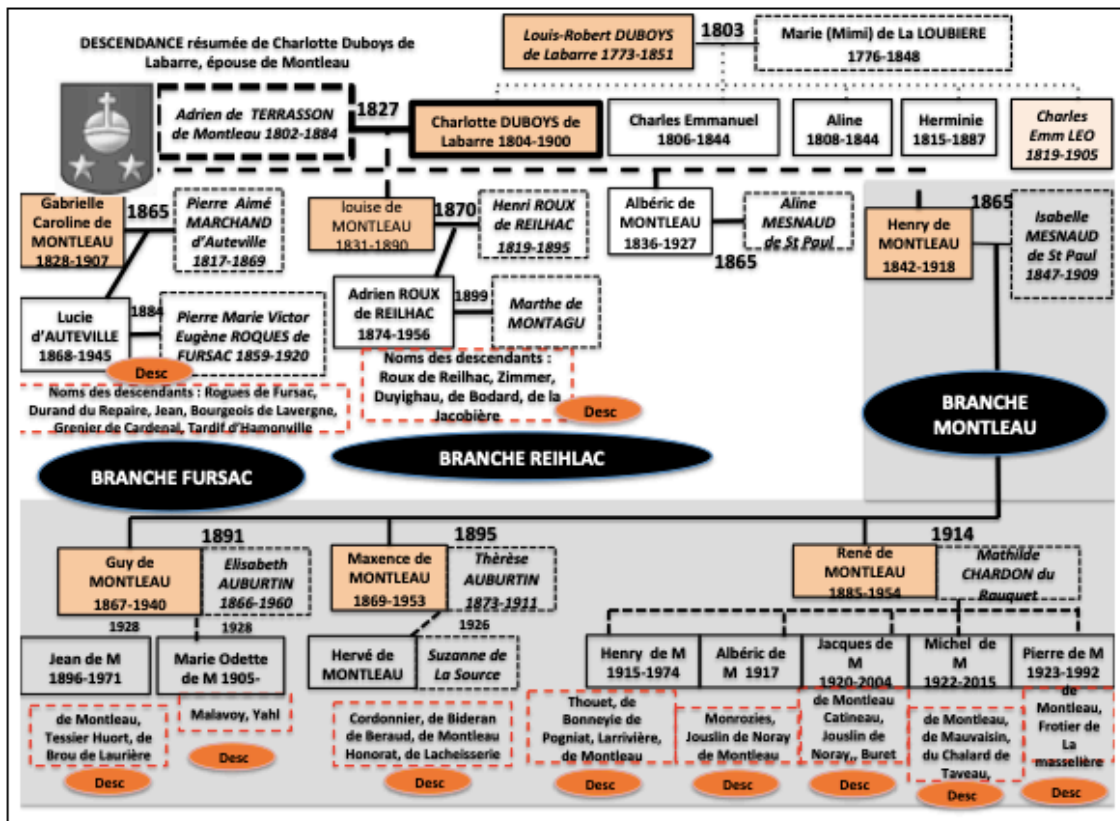 DESCENDANCE résumée de Charlotte Duboys de
Labarre, épouse de Montleau
Louis-Robert DUBOYS
de Labarre 1773-1851
1803
Marie (Mimi) de La LOUBIERE
1776-1848
Adrien de TERRASSON
de Montleau 1802-1884
1827
Charlotte DUBOYS de
Labarre 1804-1900
Charles Emmanuel
1806-1844
Aline
1808-1844
Herminie
1815-1887
Charles
Emm LEO
1819-1905
Gabrielle
Caroline de
MONTLEAU
1828-1907
1865
Pierre Aimé
MARCHAND
d'Auteville
1817-1869
louise de
MONTLEAU
1831-1890
1870
Henri ROUX
de REILHAC
1819-1895
Albéric de
MONTLEAU
1836-1927
1865
Aline
MESNAUD
de St Paul
Henry de
MONTLEAU
1842-1918
1865
Isabelle
MESNAUD
de St Paul
1847-1909
Lucie
d'AUTEVILLE
1868-1945
1884
Pierre Marie Victor
Eugène ROQUES de
FURSAC 1859-1920
Desc
Adrien ROUX
de REILHAC
1874-1956
1899
Marthe de
MONTAGU
Noms des descendants : Rogues de Fursac,
Durand du Repaire, Jean, Bourgeois de Lavergne,
Grenier de Cardenal, Tardif d'Hamonville
Noms des descendants :
Roux de Reilhac, Zimmer,
Duyighau, de Bodard, de la
Jacobière
Desc
BRANCHE FURSAC
BRANCHE REIHLAC
BRANCHE
MONTLEAU
Guy de
MONTLEAU
1867-1940
1891
Elisabeth
AUBURTIN
1866-1960
Maxence de
MONTLEAU
1869-1953
1895
Thèrèse
AUBURTIN
1873-1911
René de
MONTLEAU
1885-1954
1914
Mathilde
CHARDON du
Rauquet
1928
1928
1926
Jean de M
1896-1971
Marie Odette
de M 1905-
Hervé de
MONTLEAU
Suzanne de
La Source
Henry de M
1915-1974
Albéric de
M 1917
Jacques de
M
1920-2004
Michel de
M
1922-2015
Pierre de M
1923-1992
de Montleau,
Tessier Huort, de
Brou de Laurière
Desc
Malavoy, Yahl
Desc
Cordonnier, de Bideran
de Beraud, de Montleau
Honorat, de Lacheisserie
Desc
Thouet, de
Bonneyie de
Pogniat, Larrivière,
de Montleau
Desc
Monrozies,
Jouslin de Noray
de Montleau
Desc
de Montleau
Catineau,
Jouslin de
Noray,, Buret
Desc
de Montleau,
de Mauvaisin,
du Chalard de
Taveau,
Desc
de
Montleau,
Frotier de
La
masselière
Desc